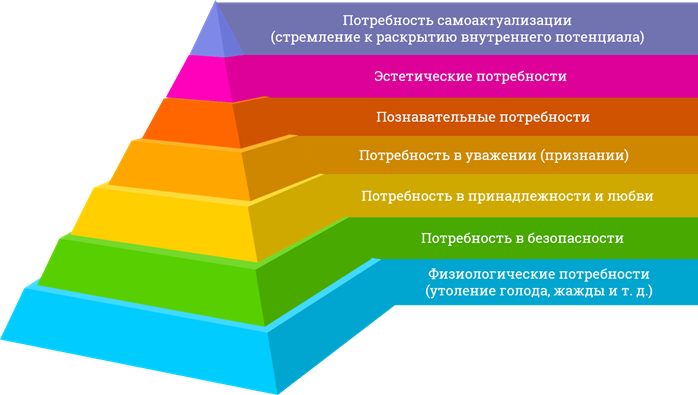 Потребность самоактуализации
(стремление к раскрытию внутреннего потенциала)
Эстетические потребности
Познавательные потребности
Потребность в уважении (признании)
Потребность в принадлежности и любви
Потребность в безопасности
Физиологические потребности
(утоление голода, жажды и т. д.)